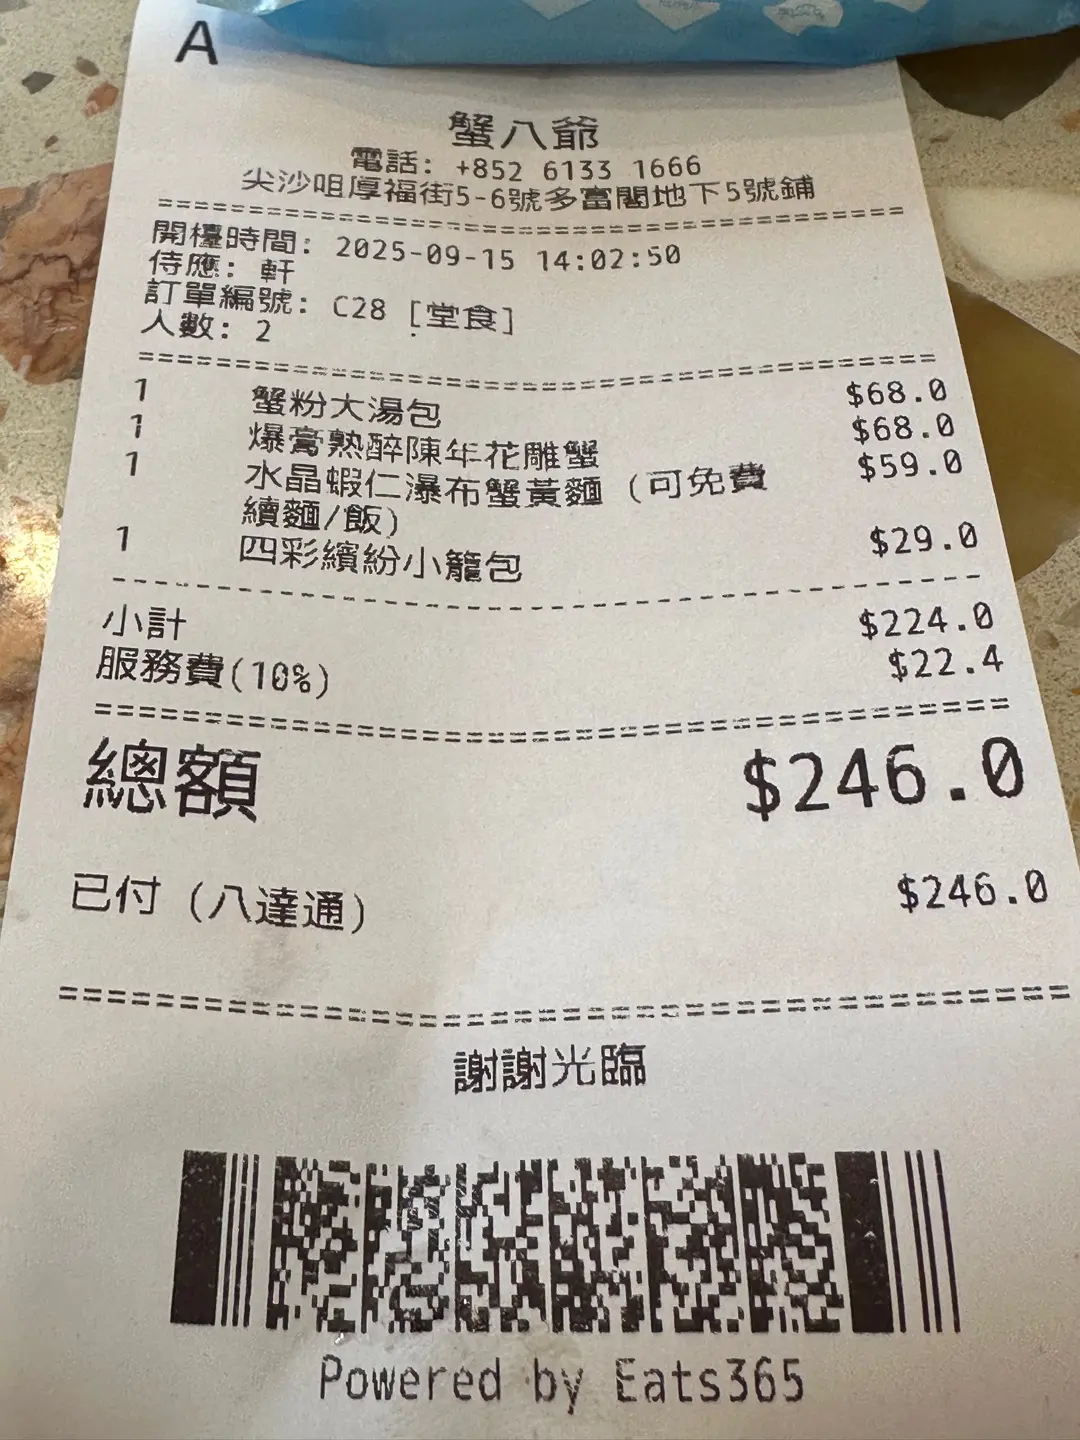 A
蟹八爺
電話: +852 6133 1666
尖沙咀厚福街5-6號多富閣地下5號鋪
開檯時間: 2025-09-15 14:02:50
侍應: 軒
訂單編號: C28 [堂食]
人數: 2
1 蟹粉大湯包 $68.0
1 爆膏熟醉陳年花雕蟹 $68.0
1 水晶蝦仁瀑布蟹黃麵 (可免費 $59.0
續麵/飯)
1 四彩繽紛小籠包 $29.0
小計 $224.0
服務費(10%) $22.4
總額 $246.0
已付 (八達通) $246.0
謝謝光臨
Powered by Eats365